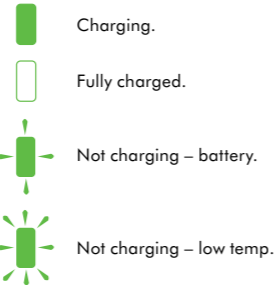 Charging.
Fully charged.
Not charging – battery.
Not charging – low temp.